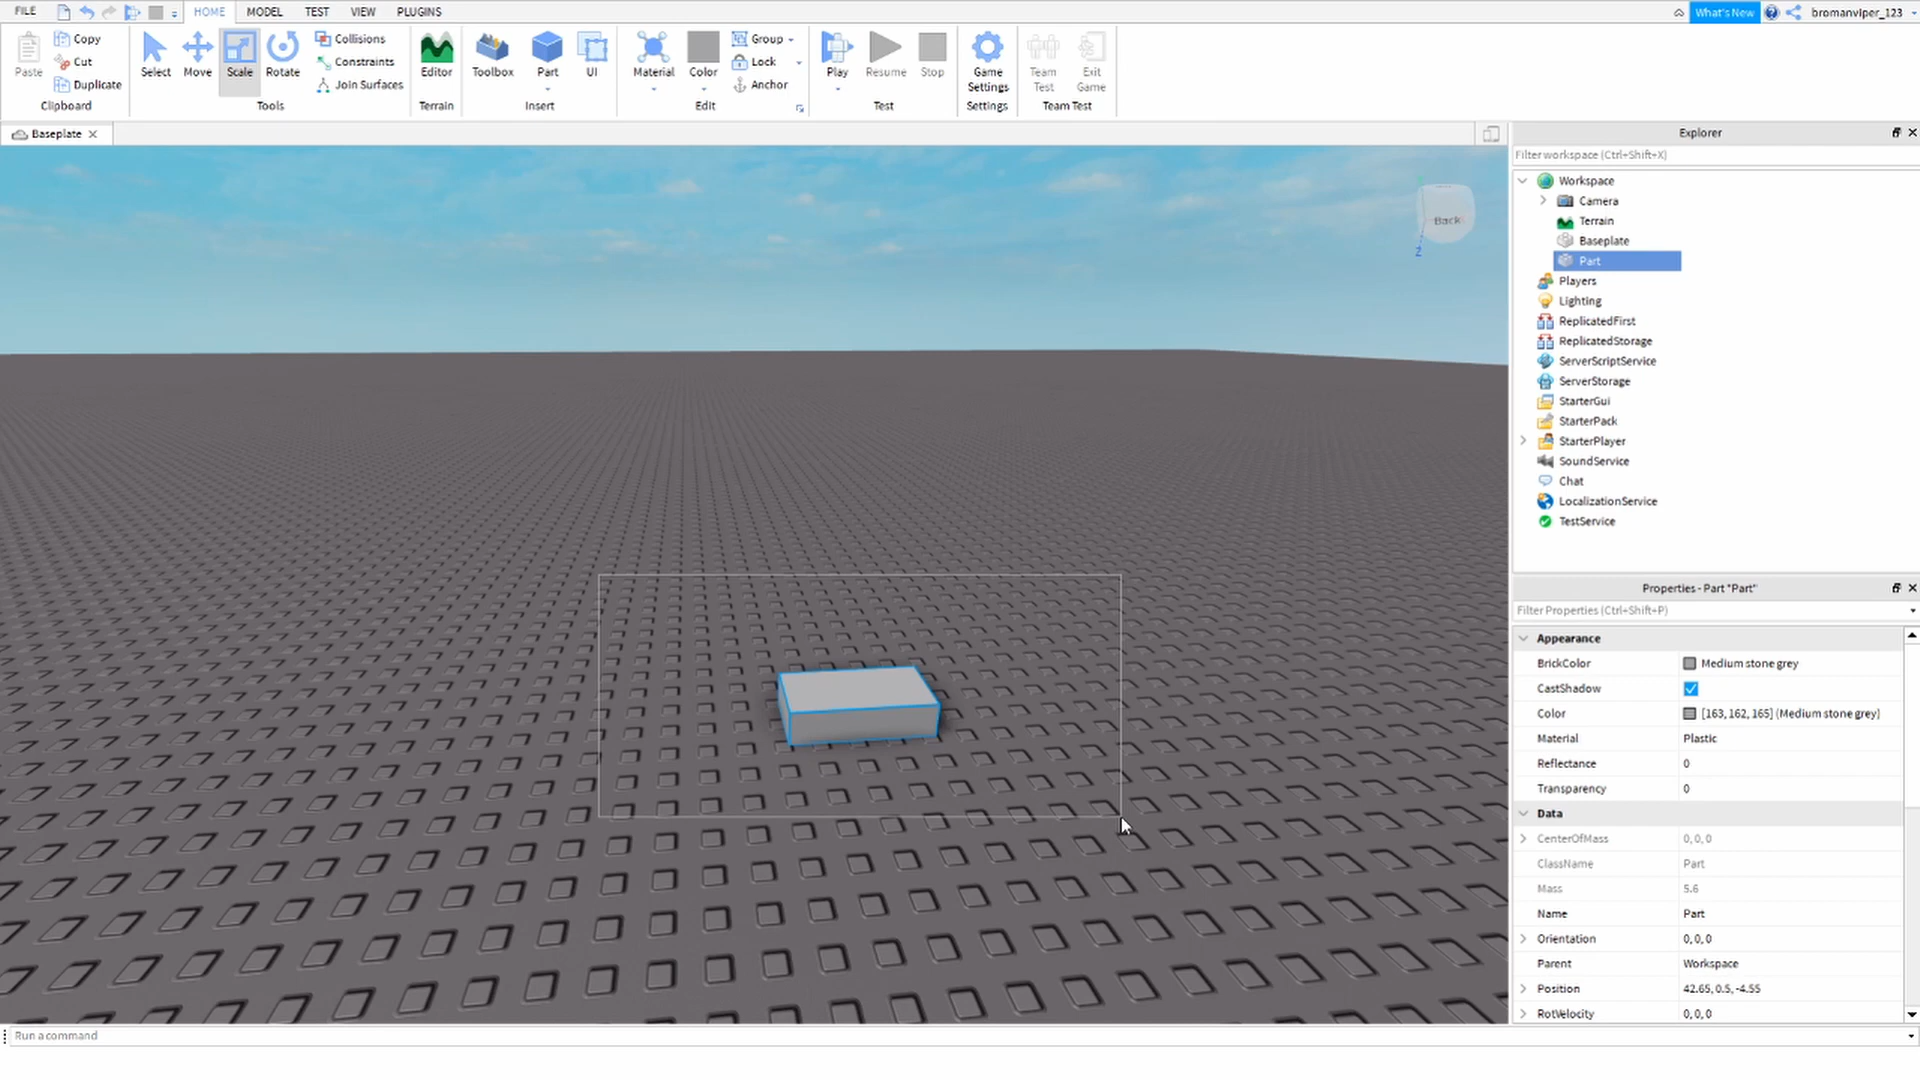 FILE HOME MODEL TEST VIEW PLUGINS What's New bromanviper_123
Paste Copy Cut Duplicate Clipboard
Select Move Scale Rotate Collisions Constraints Join Surfaces Tools
Editor Terrain
Toolbox Part UI Insert
Material Color Group Lock Anchor Edit
Play Resume Stop Test
Game Settings Settings
Team Test Exit Game Team Test
Baseplate
Back
Z
Explorer
Filter workspace (Ctrl+Shift+X)
Workspace
Camera
Terrain
Baseplate
Part
Players
Lighting
ReplicatedFirst
ReplicatedStorage
ServerScriptService
ServerStorage
StarterGui
StarterPack
StarterPlayer
SoundService
Chat
LocalizationService
TestService
Properties - Part "Part"
Filter Properties (Ctrl+Shift+P)
Appearance
BrickColor Medium stone grey
CastShadow
Color [163, 162, 165] (Medium stone grey)
Material Plastic
Reflectance 0
Transparency 0
Data
CenterOfMass 0, 0, 0
ClassName Part
Mass 5.6
Name Part
Orientation 0, 0, 0
Parent Workspace
Position 42.65, 0.5, -4.55
RotVelocity 0, 0, 0
Run a command